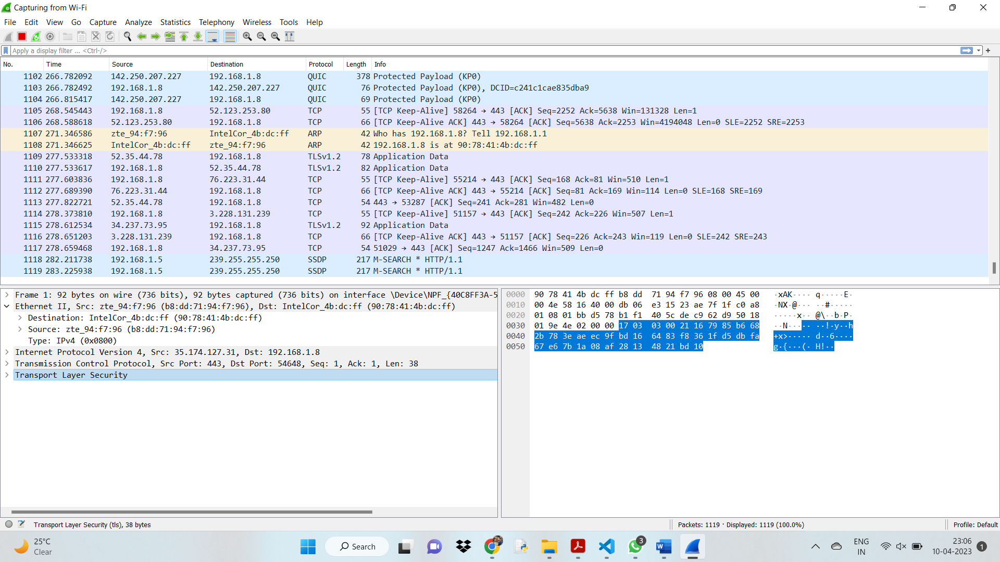 Capturing from Wi-Fi
File Edit View Go Capture Analyze Statistics Telephony Wireless Tools Help
Apply a display filter ... <Ctrl-/>
No. Time Source Destination Protocol Length Info
1102 266.782092 142.250.207.227 192.168.1.8 QUIC 378 Protected Payload (KP0)
1103 266.782492 192.168.1.8 142.250.207.227 QUIC 76 Protected Payload (KP0), DCID=c241c1cae835dba9
1104 266.815417 142.250.207.227 192.168.1.8 QUIC 69 Protected Payload (KP0)
1105 268.545443 192.168.1.8 52.123.253.80 TCP 55 [TCP Keep-Alive] 58264 → 443 [ACK] Seq=2252 Ack=5638 Win=131328 Len=1
1106 268.588618 52.123.253.80 192.168.1.8 TCP 66 [TCP Keep-Alive ACK] 443 → 58264 [ACK] Seq=5638 Ack=2253 Win=4194048 Len=0 SLE=2252 SRE=2253
1107 271.346586 zte_94:f7:96 IntelCor_4b:dc:ff ARP 42 Who has 192.168.1.8? Tell 192.168.1.1
1108 271.346625 IntelCor_4b:dc:ff zte_94:f7:96 ARP 42 192.168.1.8 is at 90:78:41:4b:dc:ff
1109 277.533318 52.35.44.78 192.168.1.8 TLSv1.2 78 Application Data
1110 277.533617 192.168.1.8 52.35.44.78 TLSv1.2 82 Application Data
1111 277.603836 192.168.1.8 76.223.31.44 TCP 55 [TCP Keep-Alive] 55214 → 443 [ACK] Seq=168 Ack=81 Win=510 Len=1
1112 277.689390 76.223.31.44 192.168.1.8 TCP 66 [TCP Keep-Alive ACK] 443 → 55214 [ACK] Seq=81 Ack=169 Win=114 Len=0 SLE=168 SRE=169
1113 277.822721 52.35.44.78 192.168.1.8 TCP 54 443 → 53287 [ACK] Seq=241 Ack=281 Win=482 Len=0
1114 278.373810 192.168.1.8 3.228.131.239 TCP 55 [TCP Keep-Alive] 51157 → 443 [ACK] Seq=242 Ack=226 Win=507 Len=1
1115 278.612534 34.237.73.95 192.168.1.8 TLSv1.2 92 Application Data
1116 278.651203 3.228.131.239 192.168.1.8 TCP 66 [TCP Keep-Alive ACK] 443 → 51157 [ACK] Seq=226 Ack=243 Win=119 Len=0 SLE=242 SRE=243
1117 278.659468 192.168.1.8 34.237.73.95 TCP 54 51029 → 443 [ACK] Seq=1247 Ack=1466 Win=509 Len=0
1118 282.211738 192.168.1.5 239.255.255.250 SSDP 217 M-SEARCH * HTTP/1.1
1119 283.225938 192.168.1.5 239.255.255.250 SSDP 217 M-SEARCH * HTTP/1.1
Frame 1: 92 bytes on wire (736 bits), 92 bytes captured (736 bits) on interface \Device\NPF_{40C8FF3A-5
Ethernet II, Src: zte_94:f7:96 (b8:dd:71:94:f7:96), Dst: IntelCor_4b:dc:ff (90:78:41:4b:dc:ff)
Destination: IntelCor_4b:dc:ff (90:78:41:4b:dc:ff)
Source: zte_94:f7:96 (b8:dd:71:94:f7:96)
Type: IPv4 (0x0800)
Internet Protocol Version 4, Src: 35.174.127.31, Dst: 192.168.1.8
Transmission Control Protocol, Src Port: 443, Dst Port: 54648, Seq: 1, Ack: 1, Len: 38
Transport Layer Security
0000 90 78 41 4b dc ff b8 dd 71 94 f7 96 08 00 45 00 ·xAK···· q·····E·
0010 00 4e 58 16 40 00 db 06 e3 15 23 ae 7f 1f c0 a8 ·NX·@··· ··#·····
0020 01 08 01 bb d5 78 b1 f1 40 5c de c9 62 d9 50 18 ·····x·· @\··b·P·
0030 01 9e 4e 02 00 00 17 03 03 00 21 16 79 85 b6 68 ··N····· ··!·y··h
0040 2b 78 3e ae ec 9f bd 16 64 83 f8 36 1f d5 db fa +x>····· d··6····
0050 67 e6 7b 1a 08 af 28 13 48 21 bd 10 g·{···(· H!··
Transport Layer Security (tls), 38 bytes
Packets: 1119 · Displayed: 1119 (100.0%)
Profile: Default
25°C
Clear
Search
3
ENG
IN
23:06
10-04-2023
1